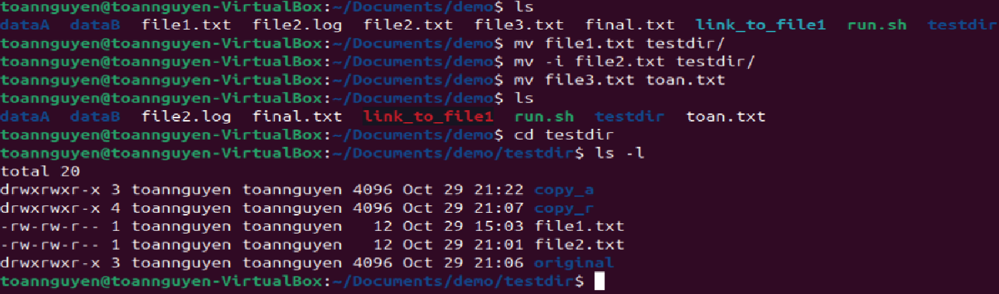 toannguyen@toannguyen-VirtualBox:~/Documents/demo$ ls
dataA  dataB  file1.txt  file2.log  file2.txt  file3.txt  final.txt  link_to_file1  run.sh  testdir
toannguyen@toannguyen-VirtualBox:~/Documents/demo$ mv file1.txt testdir/
toannguyen@toannguyen-VirtualBox:~/Documents/demo$ mv -i file2.txt testdir/
toannguyen@toannguyen-VirtualBox:~/Documents/demo$ mv file3.txt toan.txt
toannguyen@toannguyen-VirtualBox:~/Documents/demo$ ls
dataA  dataB  file2.log  final.txt  link_to_file1  run.sh  testdir  toan.txt
toannguyen@toannguyen-VirtualBox:~/Documents/demo$ cd testdir
toannguyen@toannguyen-VirtualBox:~/Documents/demo/testdir$ ls -l
total 20
drwxrwxr-x 3 toannguyen toannguyen 4096 Oct 29 21:22 copy_a
drwxrwxr-x 4 toannguyen toannguyen 4096 Oct 29 21:07 copy_r
-rw-rw-r-- 1 toannguyen toannguyen   12 Oct 29 15:03 file1.txt
-rw-rw-r-- 1 toannguyen toannguyen   12 Oct 29 21:01 file2.txt
drwxrwxr-x 3 toannguyen toannguyen 4096 Oct 29 21:06 original
toannguyen@toannguyen-VirtualBox:~/Documents/demo/testdir$